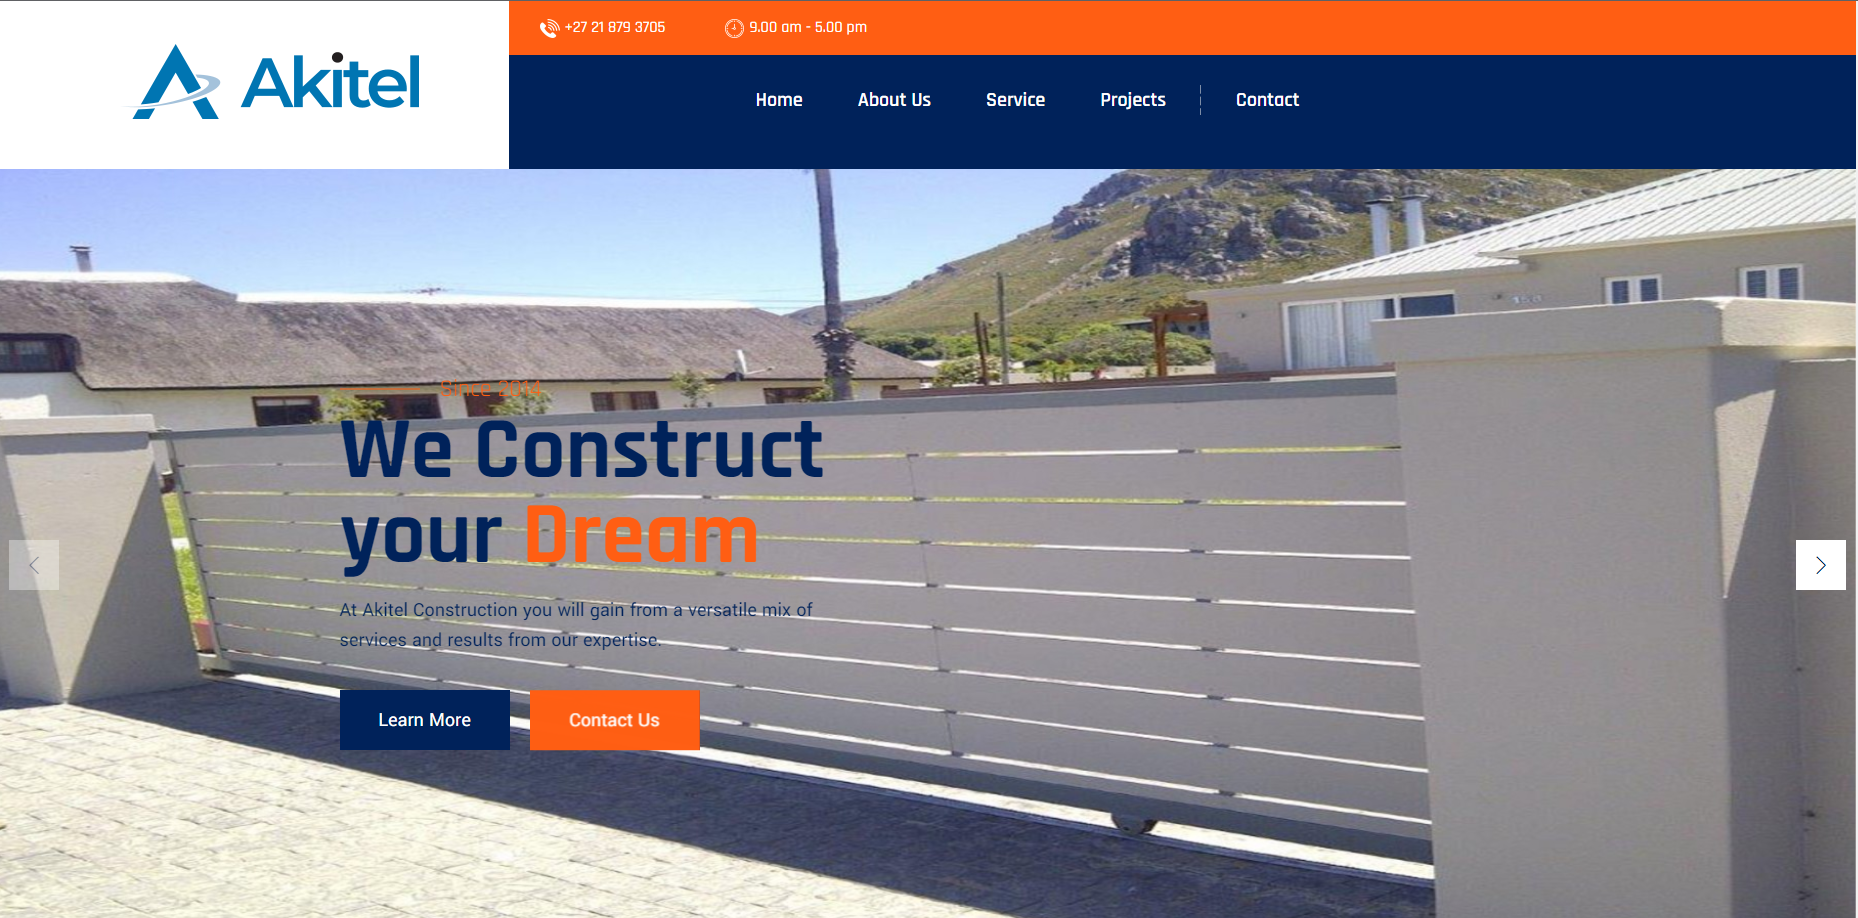 Akitel
+27 21 879 3705
9.00 am - 5.00 pm
Home
About Us
Service
Projects
Contact
Since 2014
We Construct
your Dream
At Akitel Construction you will gain from a versatile mix of
services and results from our expertise.
Learn More
Contact Us